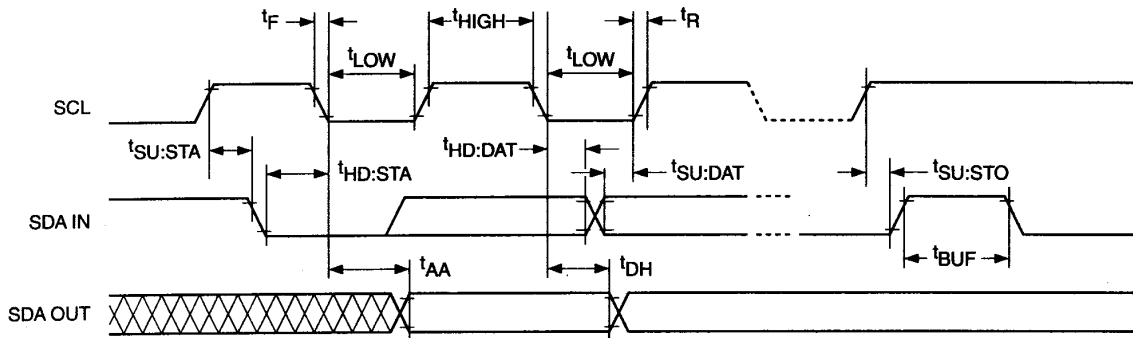 tF
tHIGH
tR
tLOW
tLOW
SCL
tSU:STA
tHD:STA
tHD:DAT
tSU:DAT
tSU:STO
SDA IN
tAA
tDH
tBUF
SDA OUT